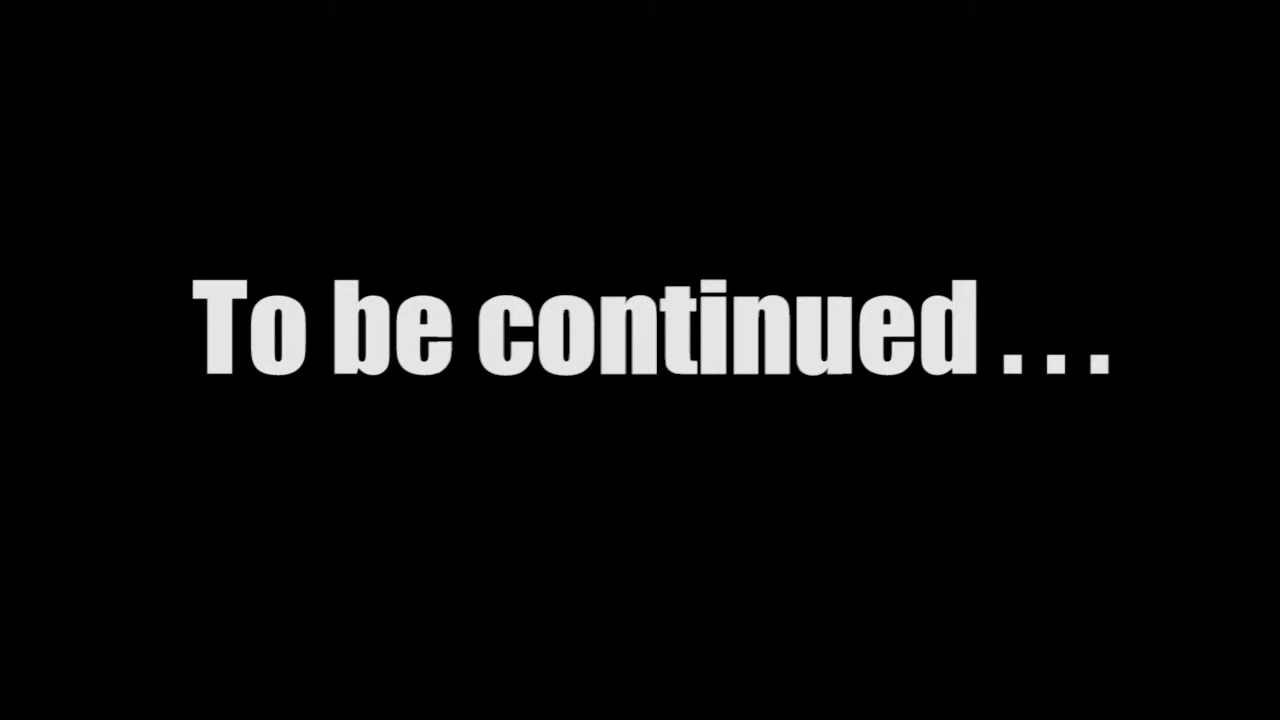 To be continued . . .